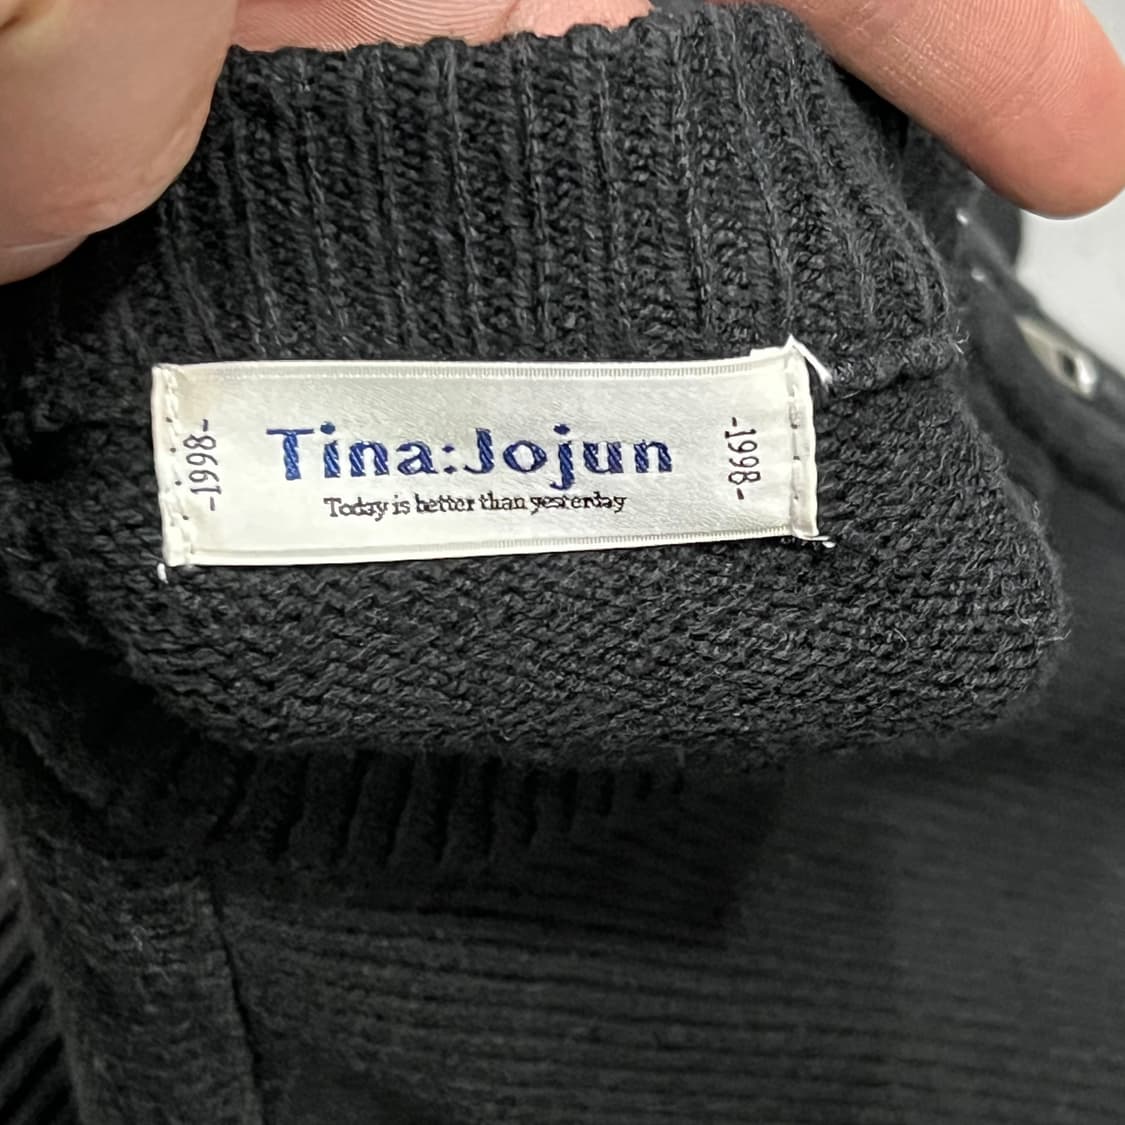 -1998-
Tina:Jojun
Today is better than yesterday
-1998-